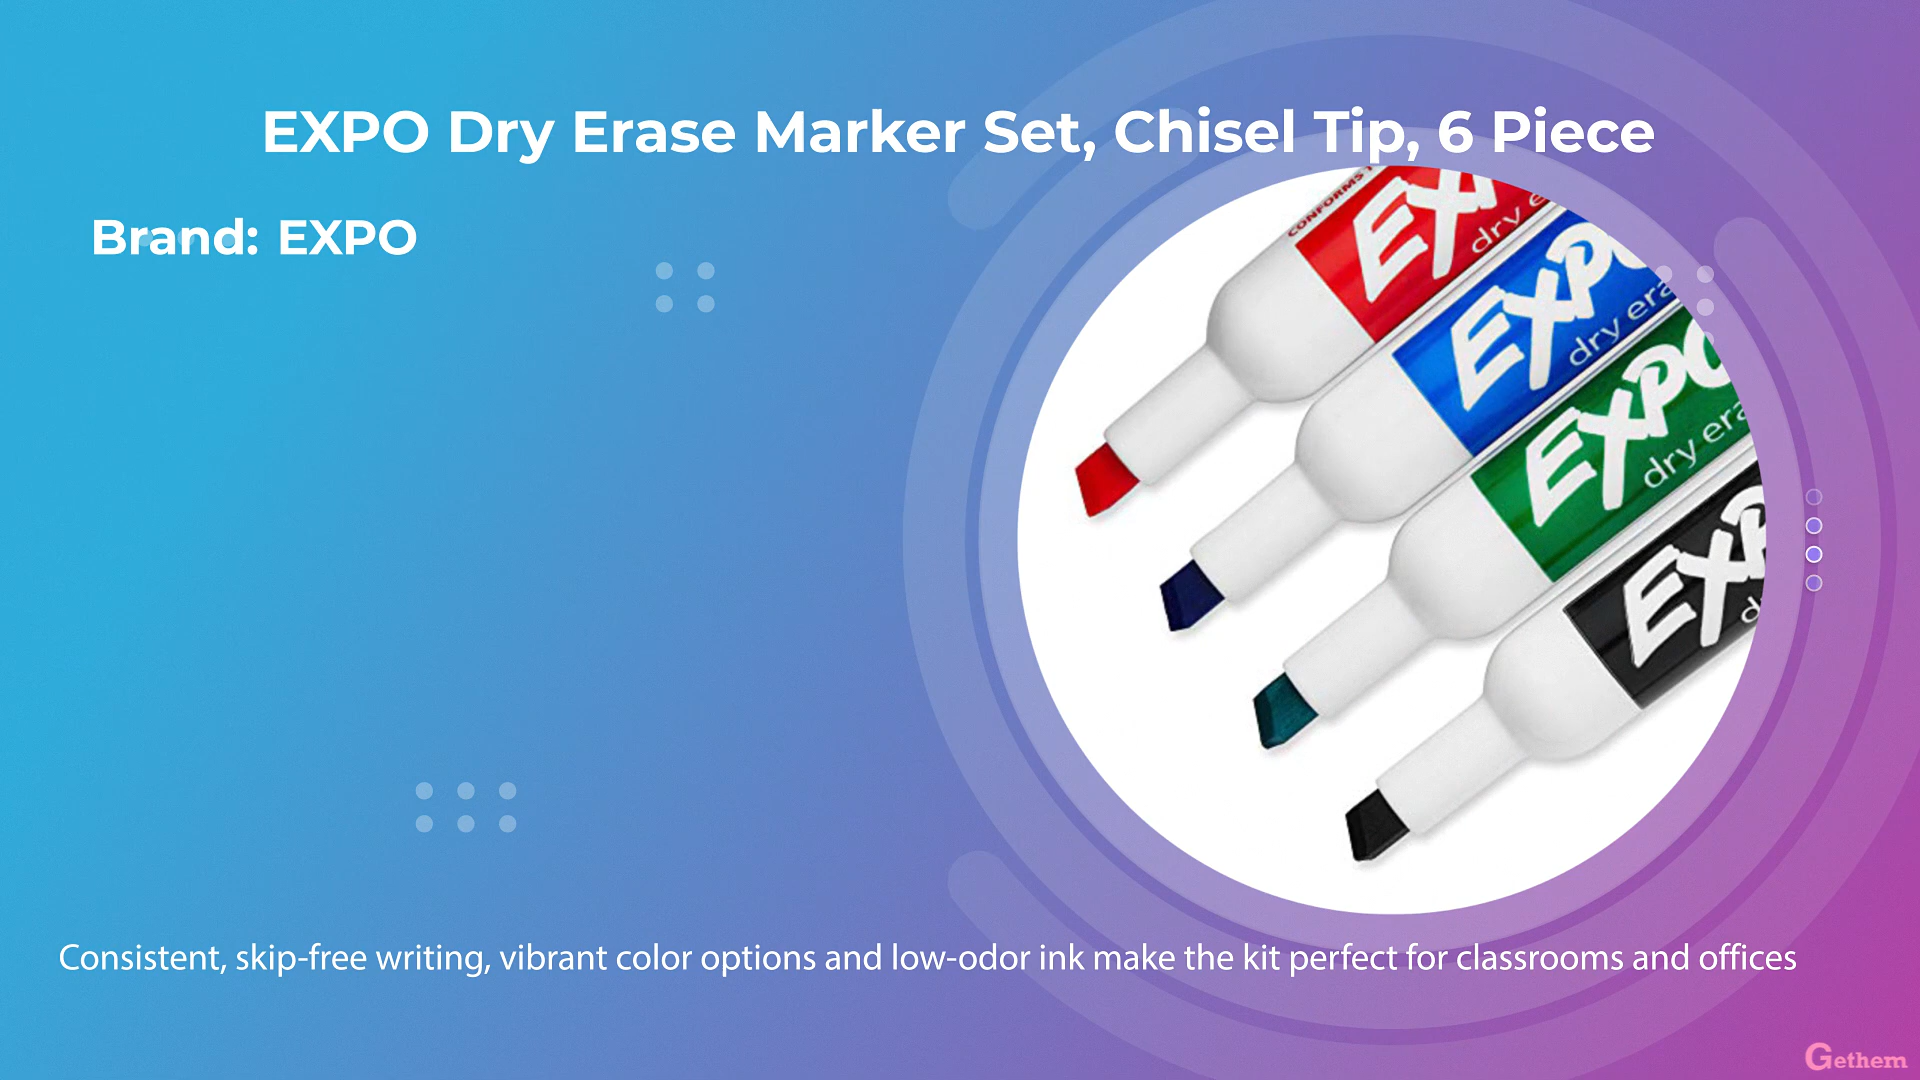 EXPO Dry Erase Marker Set, Chisel Tip, 6 Piece
Brand: EXPO
CONFORMS
EXPO
dry
EXPO
dry era
EXPO
dry era
EXPO
Consistent, skip-free writing, vibrant color options and low-odor ink make the kit perfect for classrooms and offices
Gethem